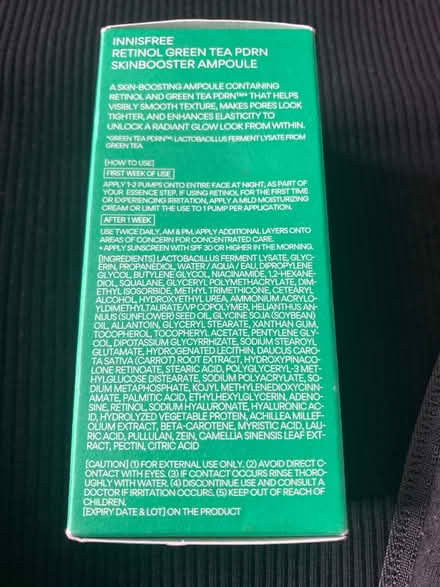 INNISFREE
RETINOL GREEN TEA PDRN
SKINBOOSTER AMPOULE
A SKIN-BOOSTING AMPOULE CONTAINING
RETINOL AND GREEN TEA PDRN™* THAT HELPS
VISIBLY SMOOTH TEXTURE, MAKES PORES LOOK
TIGHTER, AND ENHANCES ELASTICITY TO
UNLOCK A RADIANT GLOW LOOK FROM WITHIN.
*GREEN TEA PDRN™: LACTOBACILLUS FERMENT LYSATE FROM
GREEN TEA
[HOW TO USE]
FIRST WEEK OF USE
APPLY 1-2 PUMPS ONTO ENTIRE FACE AT NIGHT, AS PART OF
YOUR ESSENCE STEP. IF USING RETINOL FOR THE FIRST TIME
OR EXPERIENCING IRRITATION, APPLY A MILD MOISTURIZING
CREAM OR LIMIT THE USE TO 1 PUMP PER APPLICATION.
AFTER 1 WEEK
USE TWICE DAILY, AM & PM. APPLY ADDITIONAL LAYERS ONTO
AREAS OF CONCERN FOR CONCENTRATED CARE.
* APPLY SUNSCREEN WITH SPF 30 OR HIGHER IN THE MORNING.
[INGREDIENTS] LACTOBACILLUS FERMENT LYSATE, GLYC-
ERIN, PROPANEDIOL, WATER / AQUA / EAU, DIPROPYLENE
GLYCOL, BUTYLENE GLYCOL, NIACINAMIDE, 1,2-HEXANE-
DIOL, SQUALANE, GLYCERYL POLYMETHACRYLATE, DIM-
ETHYL ISOSORBIDE, METHYL TRIMETHICONE, CETEARYL
ALCOHOL, HYDROXYETHYL UREA, AMMONIUM ACRYLO-
YLDIMETHYLTAURATE/VP COPOLYMER, HELIANTHUS AN-
NUUS (SUNFLOWER) SEED OIL, GLYCINE SOJA (SOYBEAN)
OIL, ALLANTOIN, GLYCERYL STEARATE, XANTHAN GUM,
TOCOPHEROL, TOCOPHERYL ACETATE, PENTYLENE GLY-
COL, DIPOTASSIUM GLYCYRRHIZATE, SODIUM STEAROYL
GLUTAMATE, HYDROGENATED LECITHIN, DAUCUS CARO-
TA SATIVA (CARROT) ROOT EXTRACT, HYDROXYPINAC-
OLONE RETINOATE, STEARIC ACID, POLYGLYCERYL-3 MET-
HYLGLUCOSE DISTEARATE, SODIUM POLYACRYLATE, SO-
DIUM METAPHOSPHATE, KOJYL METHYLENEDIOXYCINN-
AMATE, PALMITIC ACID, ETHYLHEXYLGLYCERIN, ADENO-
SINE, RETINOL, SODIUM HYALURONATE, HYALURONIC AC-
ID, HYDROLYZED VEGETABLE PROTEIN, ACHILLEA MILLEF-
OLIUM EXTRACT, BETA-CAROTENE, MYRISTIC ACID, LAU-
RIC ACID, PULLULAN, ZEIN, CAMELLIA SINENSIS LEAF EXT-
RACT, PECTIN, CITRIC ACID
[CAUTION] (1) FOR EXTERNAL USE ONLY. (2) AVOID DIRECT C-
ONTACT WITH EYES. (3) IF CONTACT OCCURS RINSE THORO-
UGHLY WITH WATER. (4) DISCONTINUE USE AND CONSULT A
DOCTOR IF IRRITATION OCCURS. (5) KEEP OUT OF REACH OF
CHILDREN.
[EXPIRY DATE & LOT] ON THE PRODUCT